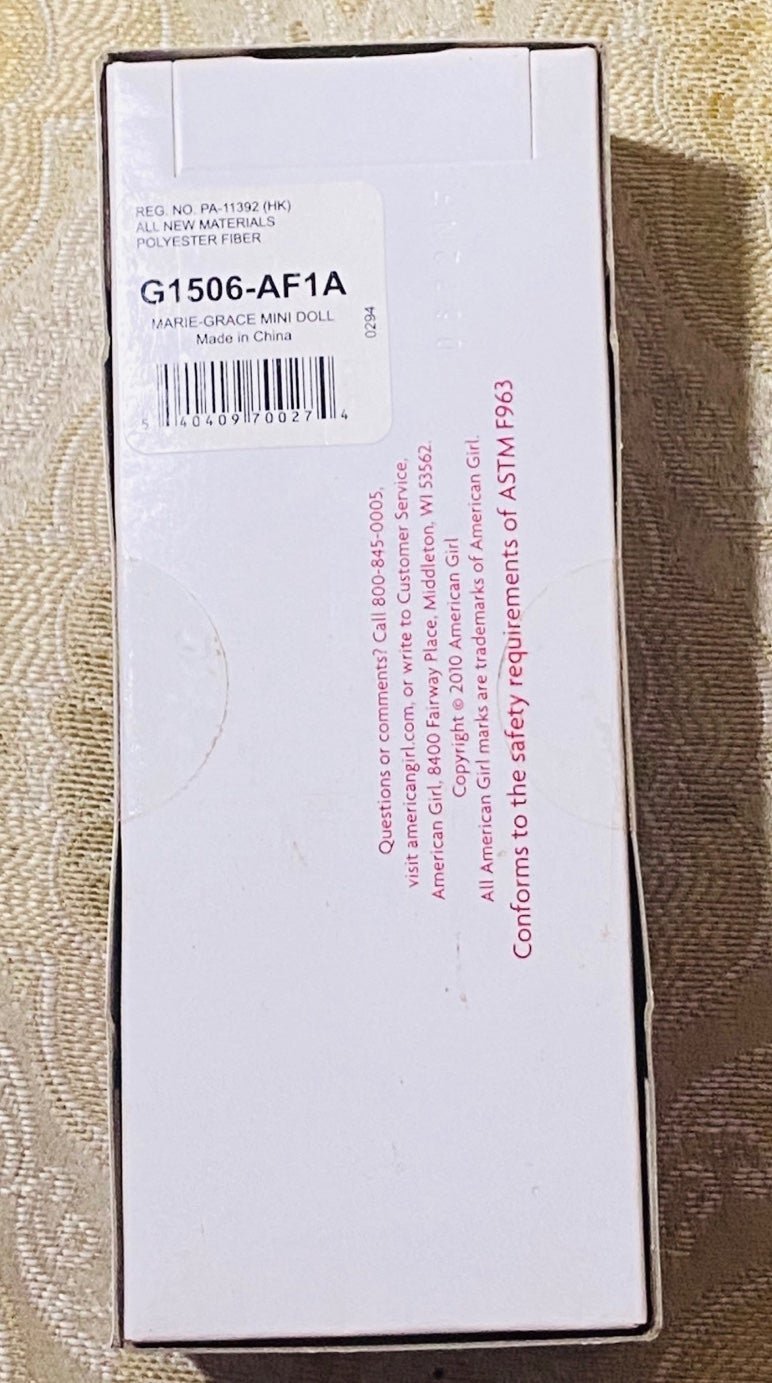 REG. NO. PA-11392 (HK)
ALL NEW MATERIALS
POLYESTER FIBER
G1506-AF1A
MARIE-GRACE MINI DOLL
Made in China
0294
5 40409 70027 4
Questions or comments? Call 800-845-0005,
visit americangirl.com, or write to Customer Service,
American Girl, 8400 Fairway Place, Middleton, WI 53562.
Copyright © 2010 American Girl
All American Girl marks are trademarks of American Girl.
Conforms to the safety requirements of ASTM F963